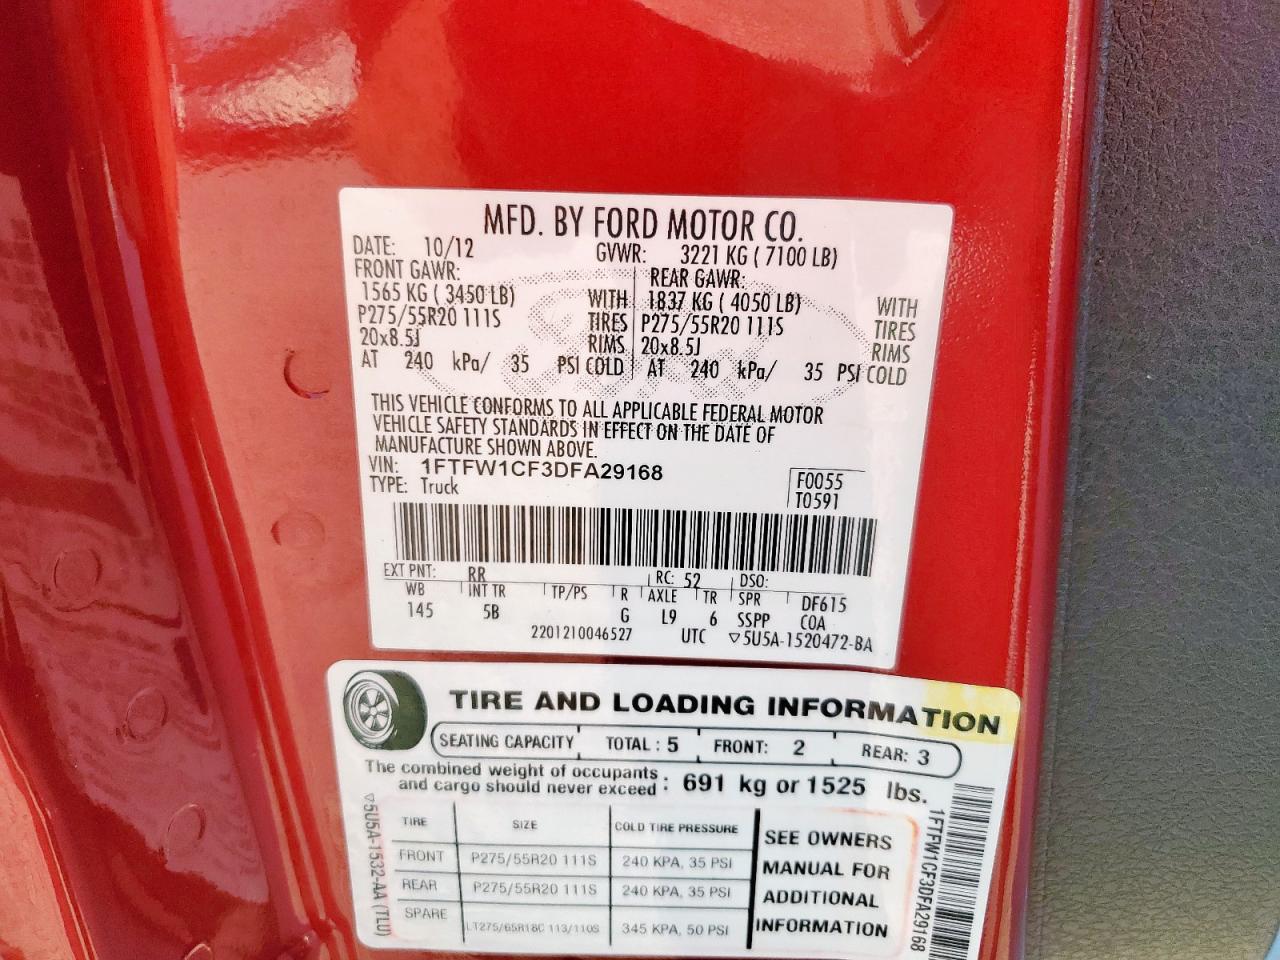 MFD. BY FORD MOTOR CO.
DATE: 10/12 GVWR: 3221 KG ( 7100 LB)
FRONT GAWR: REAR GAWR:
1565 KG ( 3450 LB) WITH 1837 KG ( 4050 LB) WITH
P275/55R20 111S TIRES P275/55R20 111S TIRES
20x8.5J RIMS 20x8.5J RIMS
AT 240 kPa/ 35 PSI COLD AT 240 kPa/ 35 PSI COLD
THIS VEHICLE CONFORMS TO ALL APPLICABLE FEDERAL MOTOR
VEHICLE SAFETY STANDARDS IN EFFECT ON THE DATE OF
MANUFACTURE SHOWN ABOVE.
VIN: 1FTFW1CF3DFA29168
TYPE: Truck
F0055
T0591
EXT PNT: RR RC: 52 DSO:
WB INT TR TP/PS R AXLE TR SPR DF615
145 5B G L9 6 SSPP COA
2201210046527 UTC ▽5U5A-1520472-BA
TIRE AND LOADING INFORMATION
SEATING CAPACITY TOTAL : 5 FRONT: 2 REAR: 3
The combined weight of occupants
and cargo should never exceed : 691 kg or 1525 lbs.
TIRE SIZE COLD TIRE PRESSURE
FRONT P275/55R20 111S 240 KPA, 35 PSI
REAR P275/55R20 111S 240 KPA, 35 PSI
SPARE LT275/65R18C 113/110S 345 KPA, 50 PSI
SEE OWNERS
MANUAL FOR
ADDITIONAL
INFORMATION
▽5U5A-1532-AA (TLU)
1FTFW1CF3DFA29168